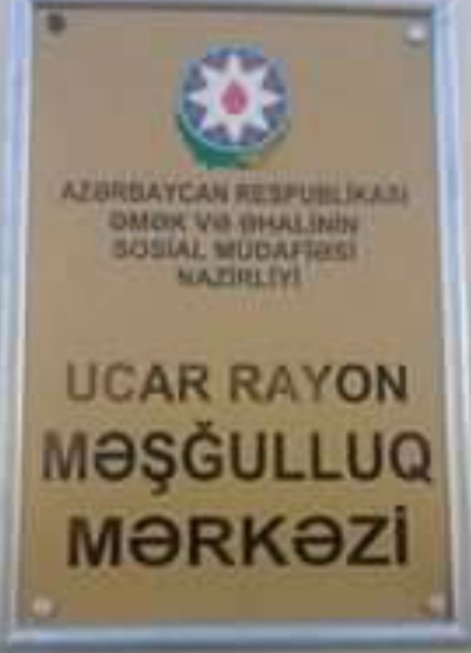 AZƏRBAYCAN RESPUBLİKASI
ƏMƏK VƏ ƏHALİNİN
SOSİAL MÜDAFİƏSİ
NAZİRLİYİ
UCAR RAYON
MƏŞĞULLUQ
MƏRKƏZİ